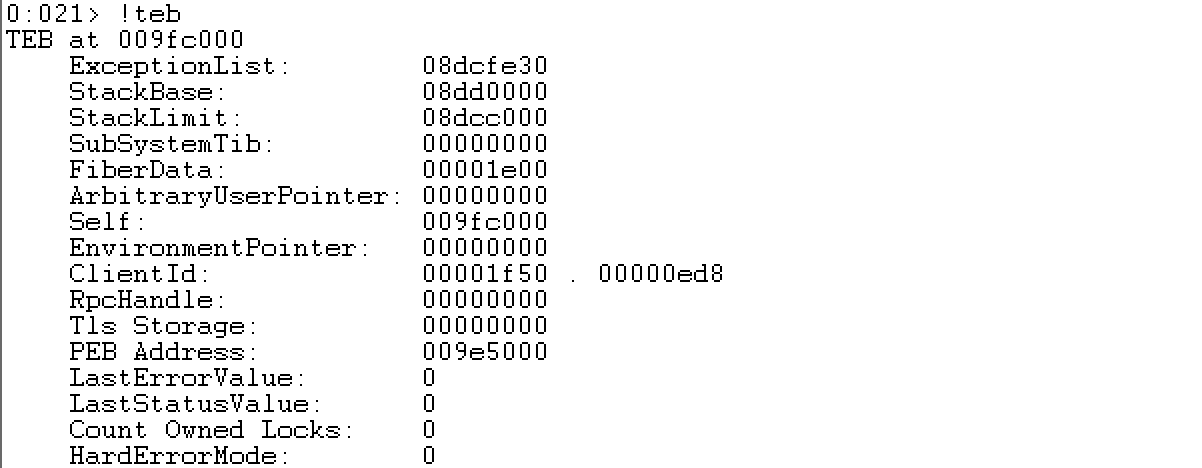 0:021> !teb
TEB at 009fc000
ExceptionList: 08dcfe30
StackBase: 08dd0000
StackLimit: 08dcc000
SubSystemTib: 00000000
FiberData: 00001e00
ArbitraryUserPointer: 00000000
Self: 009fc000
EnvironmentPointer: 00000000
ClientId: 00001f50 . 00000ed8
RpcHandle: 00000000
Tls Storage: 00000000
PEB Address: 009e5000
LastErrorValue: 0
LastStatusValue: 0
Count Owned Locks: 0
HardErrorMode: 0